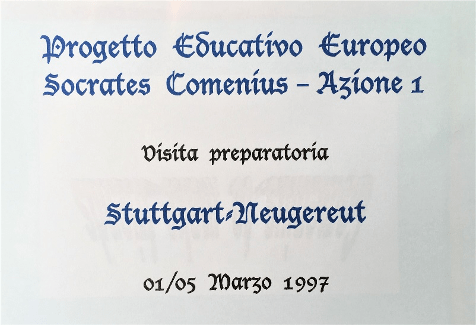 Progetto Educativo Europeo
Socrates Comenius – Azione 1
Visita preparatoria
Stuttgart-Neugereut
01/05 Marzo 1997